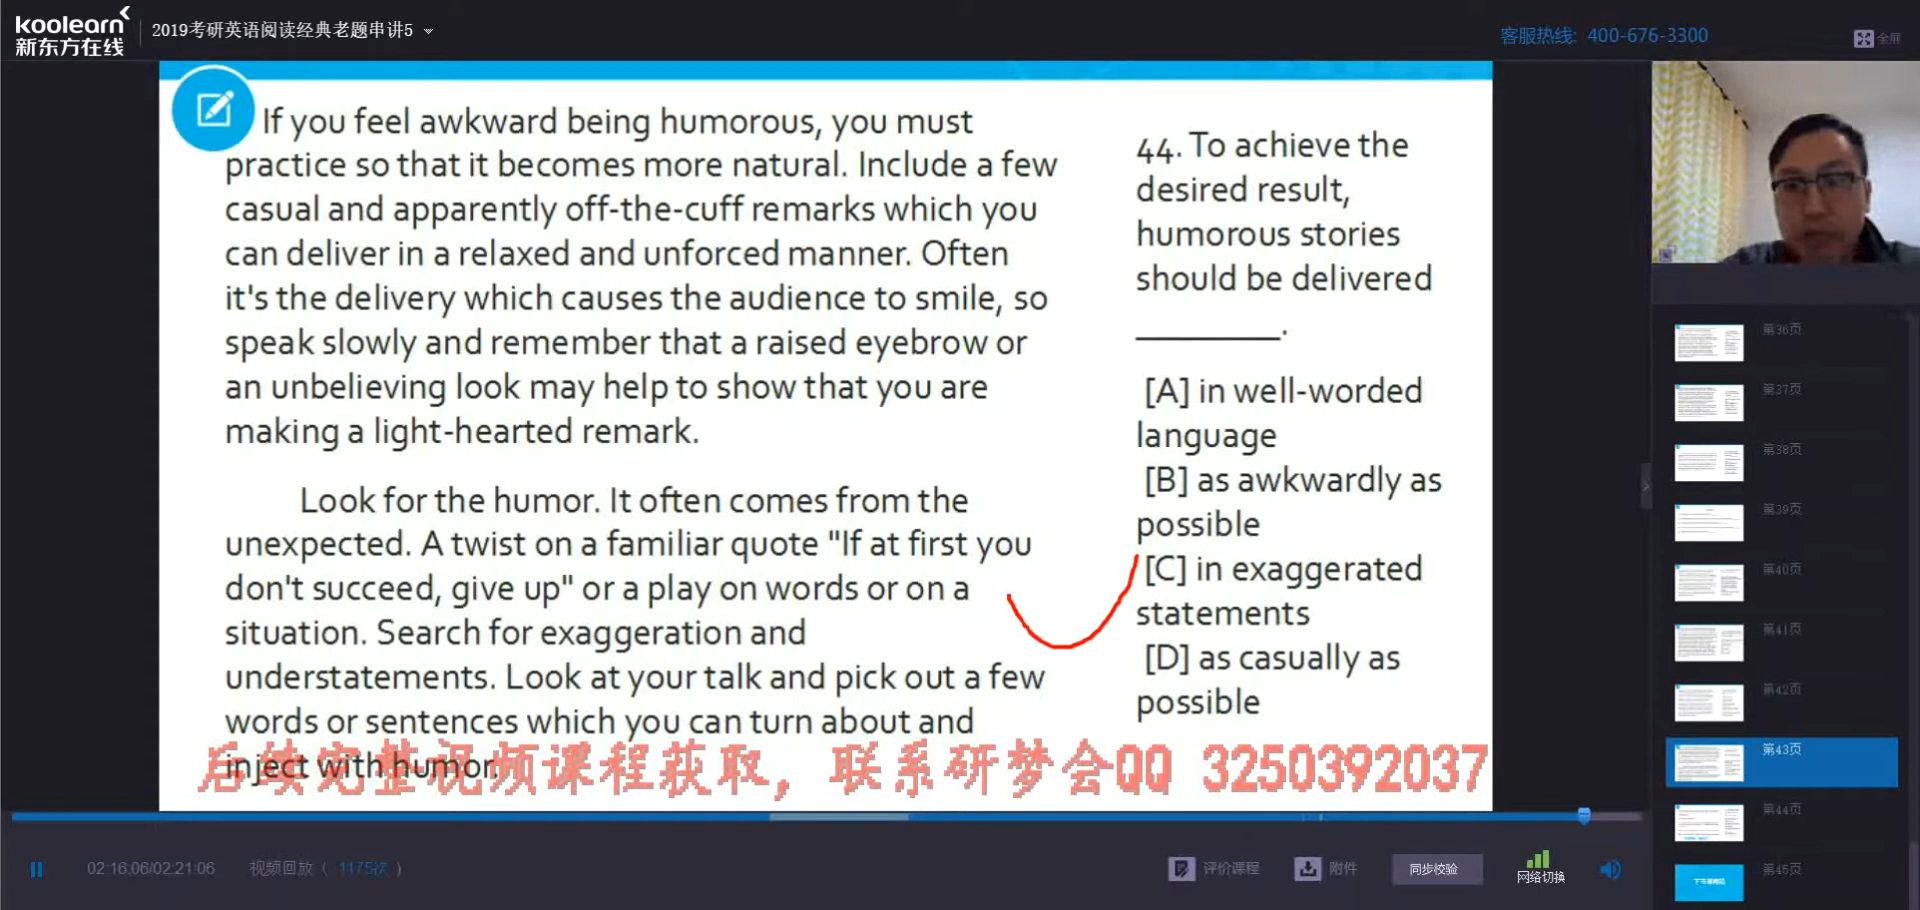 koolearn
新东方在线
2019考研英语阅读经典老题串讲5
客服热线: 400-676-3300
全屏
If you feel awkward being humorous, you must
practice so that it becomes more natural. Include a few
casual and apparently off-the-cuff remarks which you
can deliver in a relaxed and unforced manner. Often
it's the delivery which causes the audience to smile, so
speak slowly and remember that a raised eyebrow or
an unbelieving look may help to show that you are
making a light-hearted remark.
Look for the humor. It often comes from the
unexpected. A twist on a familiar quote "If at first you
don't succeed, give up" or a play on words or on a
situation. Search for exaggeration and
understatements. Look at your talk and pick out a few
words or sentences which you can turn about and
inject with humor.
44. To achieve the
desired result,
humorous stories
should be delivered
________.
[A] in well-worded
language
[B] as awkwardly as
possible
[C] in exaggerated
statements
[D] as casually as
possible
后续完整视频课程获取，联系研梦会QQ 3250392037
第36页
第37页
第38页
第39页
第40页
第41页
第42页
第43页
第44页
第45页
02:16:06/02:21:06
视频回放（ 1175次 ）
评价课程
附件
同步校验
网络切换